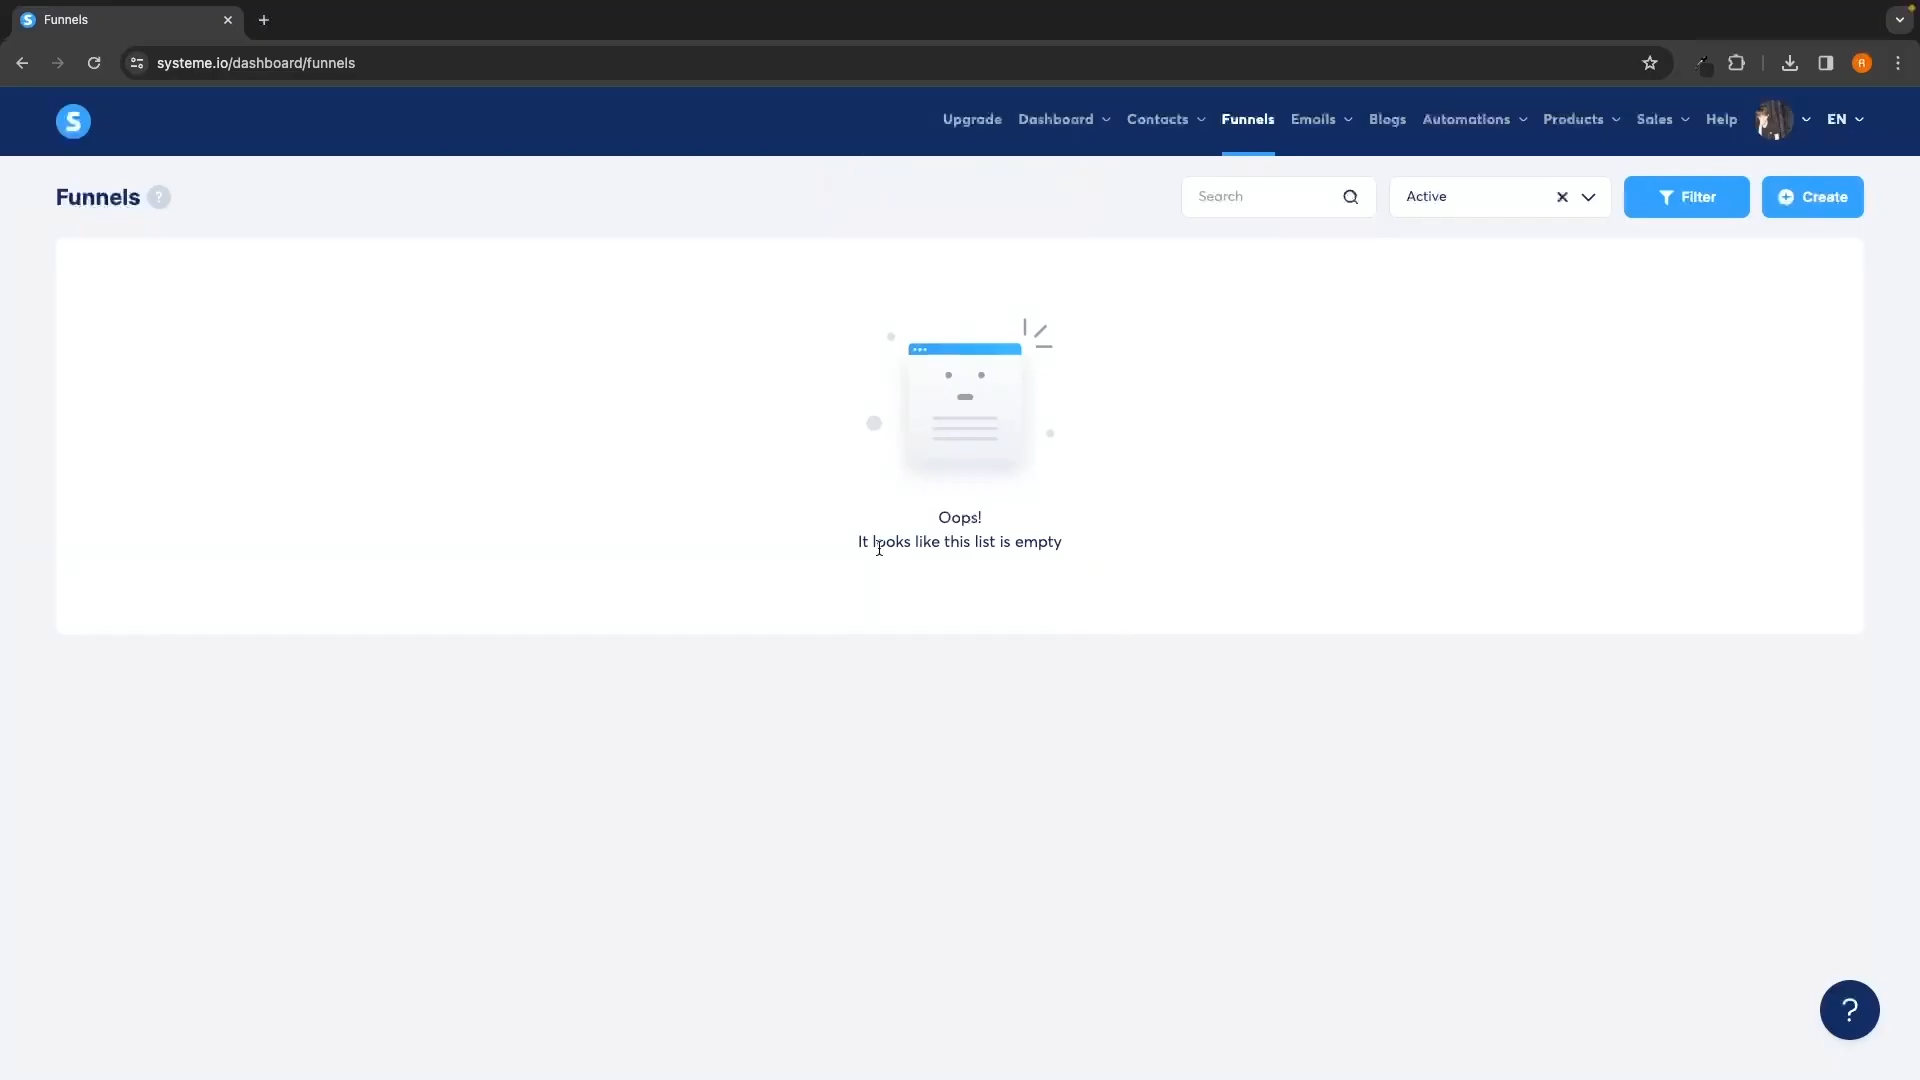 Funnels
systeme.io/dashboard/funnels
R
S
Upgrade Dashboard Contacts Funnels Emails Blogs Automations Products Sales Help EN
Funnels ?
Search
Active
Filter
Create
Oops!
It looks like this list is empty
?